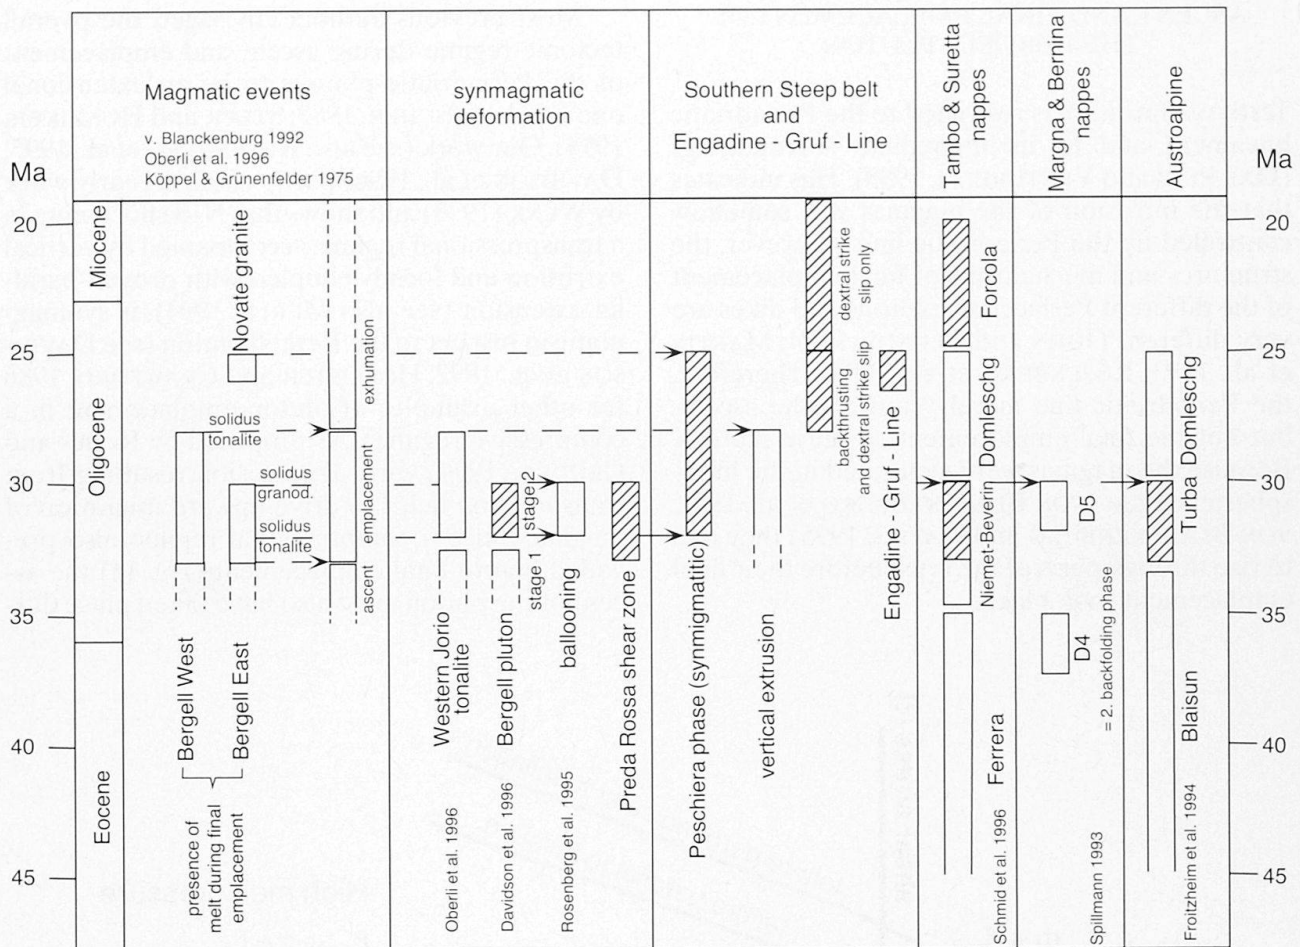 Magmatic events
v. Blanckenburg 1992
Oberli et al. 1996
Köppel & Grünenfelder 1975
synmagmatic
deformation
Southern Steep belt
and
Engadine - Gruf - Line
Tambo & Suretta
nappes
Margna & Bernina
nappes
Austroalpine
Ma
Ma
20
25
30
35
40
45
20
25
30
35
40
45
Miocene
Oligocene
Eocene
Novate granite
solidus
tonalite
solidus
granod.
solidus
tonalite
exhumation
emplacement
ascent
Bergell West
Bergell East
presence of
melt during final
emplacement
Western Jorio
tonalite
Oberli et al. 1996
Bergell pluton
stage 1
stage 2
Davidson et al. 1996
ballooning
Rosenberg et al. 1995
Preda Rossa shear zone
Peschiera phase (synmigmatitic)
vertical extrusion
dextral strike
slip only
backthrusting
and dextral strike slip
Engadine - Gruf - Line
Forcola
Domleschg
Niemet-Beverin
Ferrera
Schmid et al. 1996
D5
D4
= 2. backfolding phase
Spillmann 1993
Domleschg
Turba
Blaisun
Froitzheim et al. 1994